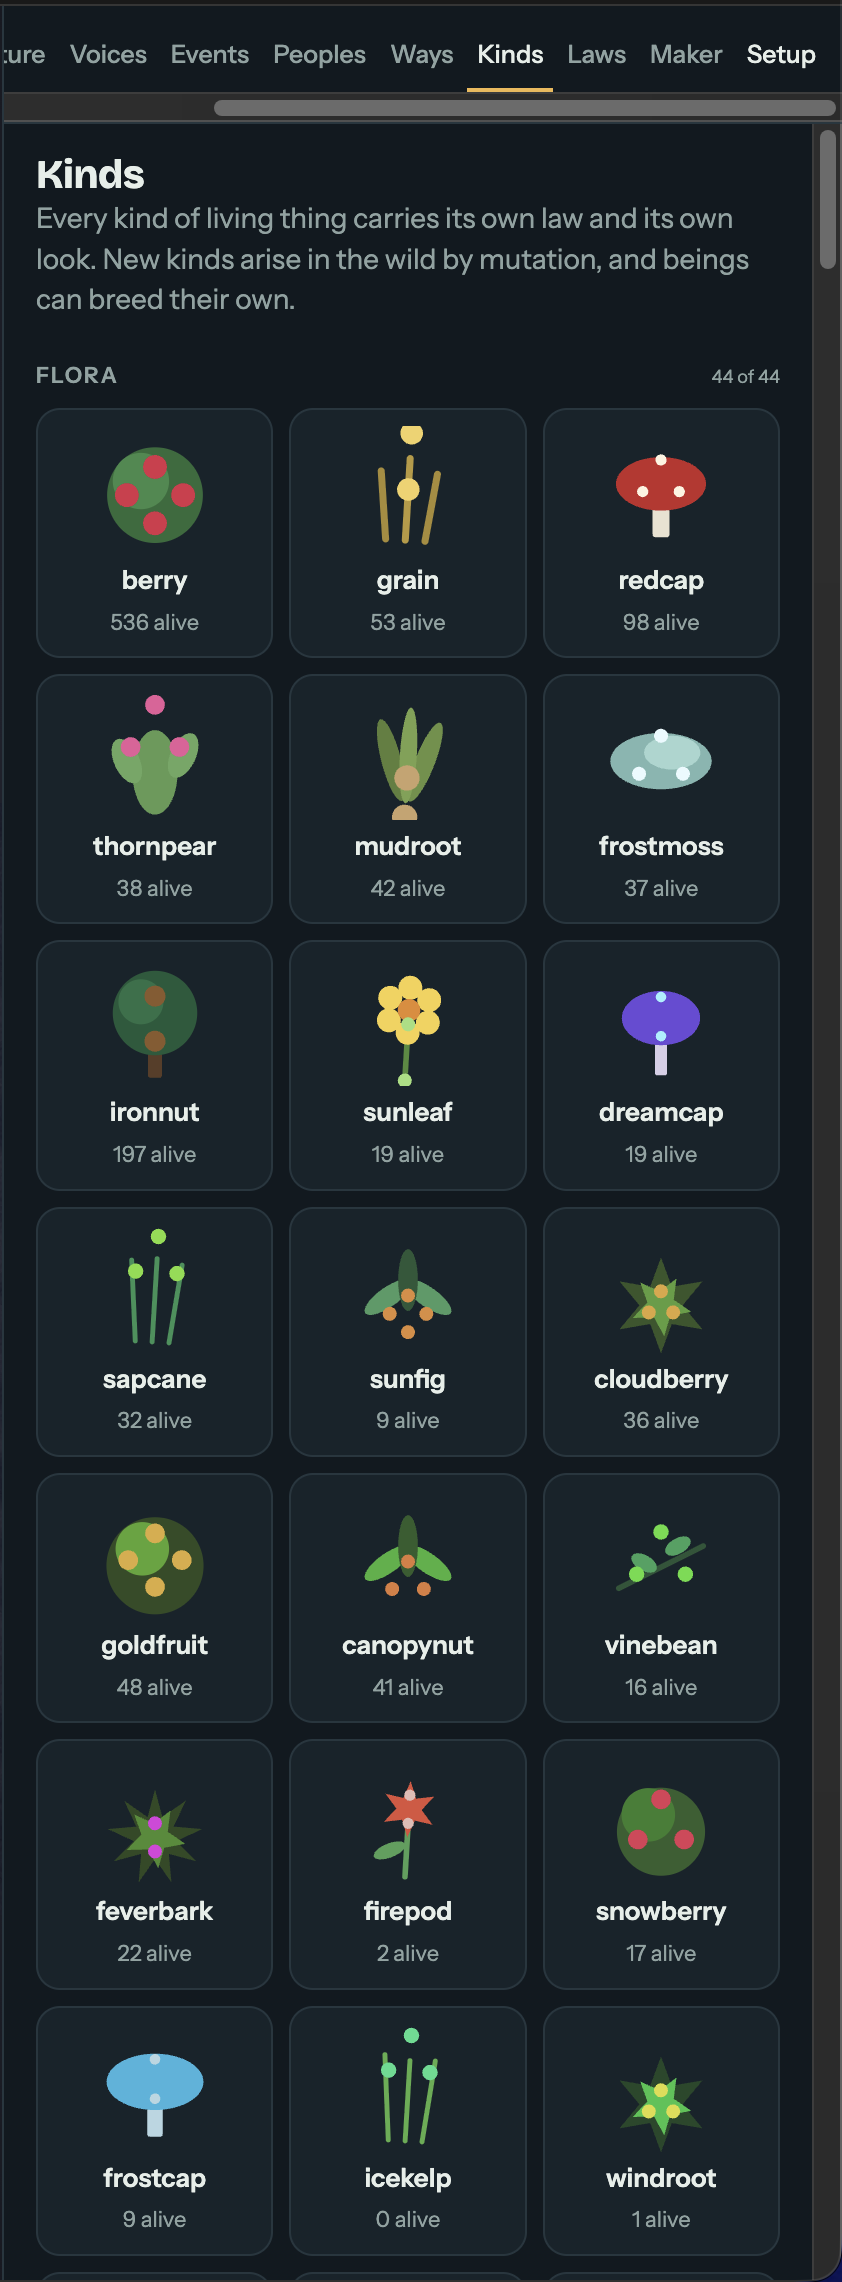 ture Voices Events Peoples Ways Kinds Laws Maker Setup
Kinds
Every kind of living thing carries its own law and its own
look. New kinds arise in the wild by mutation, and beings
can breed their own.
FLORA 44 of 44
berry grain redcap
536 alive 53 alive 98 alive
thornpear mudroot frostmoss
38 alive 42 alive 37 alive
ironnut sunleaf dreamcap
197 alive 19 alive 19 alive
sapcane sunfig cloudberry
32 alive 9 alive 36 alive
goldfruit canopynut vinebean
48 alive 41 alive 16 alive
feverbark firepod snowberry
22 alive 2 alive 17 alive
frostcap icekelp windroot
9 alive 0 alive 1 alive